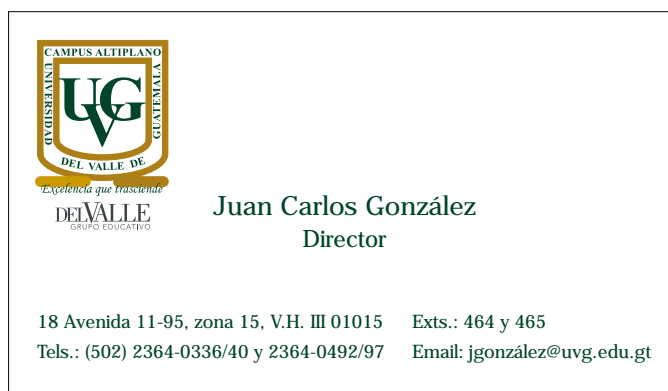 CAMPUS ALTIPLANO
UNIVERSIDAD
UVG
GUATEMALA
DEL VALLE DE
Excelencia que trasciende
DELVALLE
GRUPO EDUCATIVO
Juan Carlos González
Director
18 Avenida 11-95, zona 15, V.H. III 01015
Exts.: 464 y 465
Tels.: (502) 2364-0336/40 y 2364-0492/97
Email: jgonzález@uvg.edu.gt